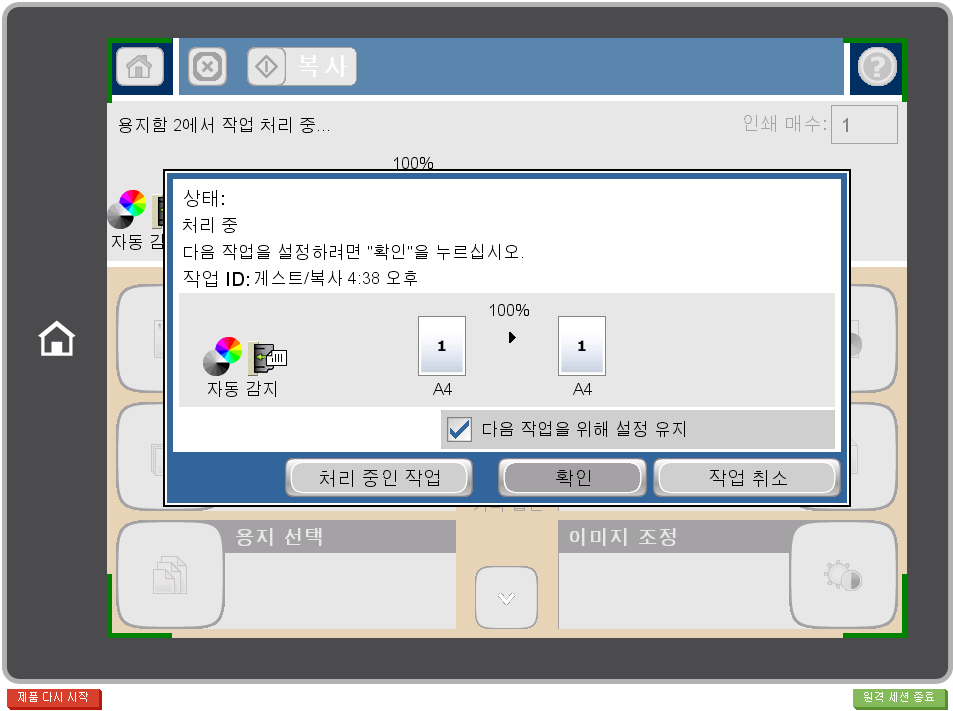 복사
용지함 2에서 작업 처리 중...
인쇄 매수: 1
100%
자동 감
상태:
처리 중
다음 작업을 설정하려면 "확인"을 누르십시오.
작업 ID: 게스트/복사 4:38 오후
100%
1 1
자동 감지 A4 A4
다음 작업을 위해 설정 유지
처리 중인 작업 확인 작업 취소
용지 선택 이미지 조정
제품 다시 시작 원격 세션 종료